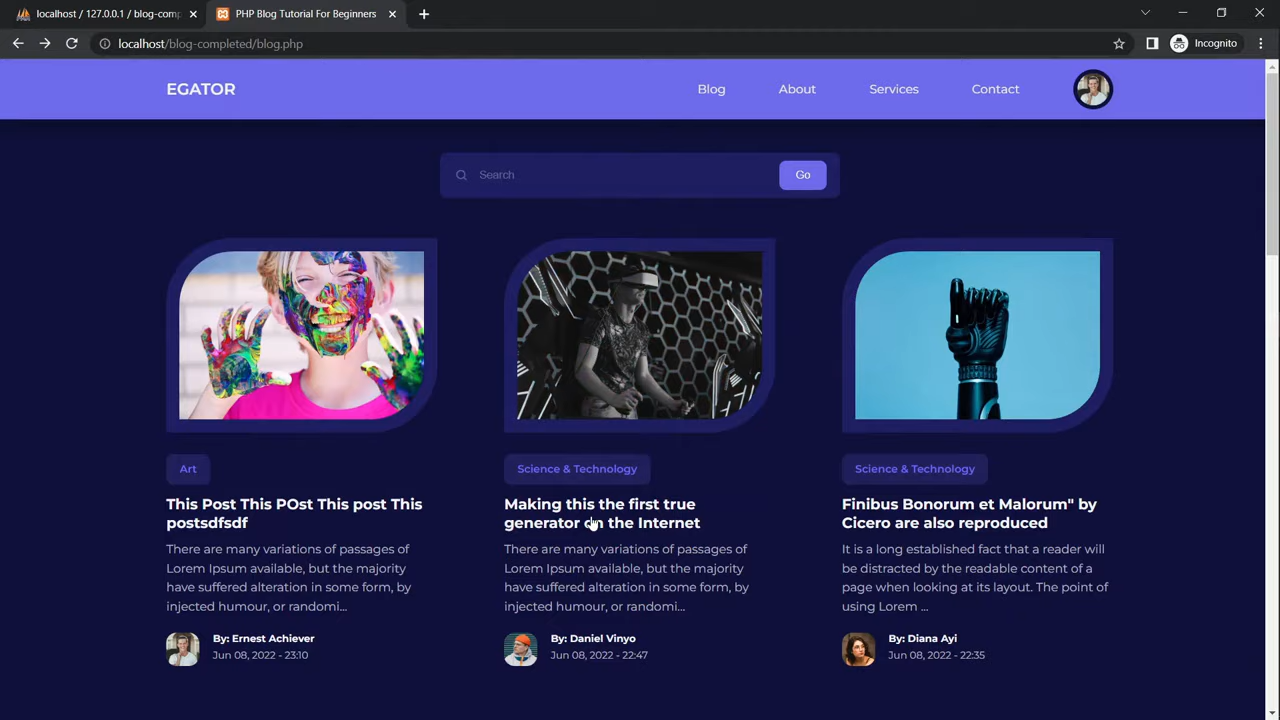 localhost / 127.0.0.1 / blog-comp
PHP Blog Tutorial For Beginners
localhost/blog-completed/blog.php
Incognito
EGATOR
Blog
About
Services
Contact
Search
Go
Art
This Post This POst This post This
postsdfsdf
There are many variations of passages of
Lorem Ipsum available, but the majority
have suffered alteration in some form, by
injected humour, or randomi...
By: Ernest Achiever
Jun 08, 2022 - 23:10
Science & Technology
Making this the first true
generator on the Internet
There are many variations of passages of
Lorem Ipsum available, but the majority
have suffered alteration in some form, by
injected humour, or randomi...
By: Daniel Vinyo
Jun 08, 2022 - 22:47
Science & Technology
Finibus Bonorum et Malorum" by
Cicero are also reproduced
It is a long established fact that a reader will
be distracted by the readable content of a
page when looking at its layout. The point of
using Lorem ...
By: Diana Ayi
Jun 08, 2022 - 22:35